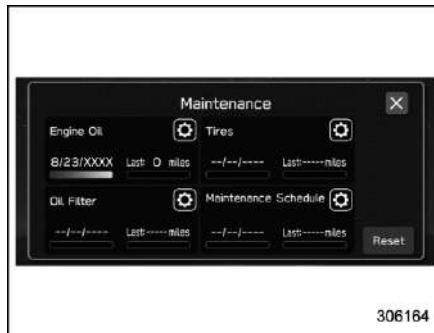 Maintenance
Engine Oil
Tires
8/23/XXXX Last: 0 miles
--/--/---- Last:-----miles
Oil Filter
Maintenance Schedule
--/--/---- Last:-----miles
--/--/---- Last:-----miles
Reset
306164